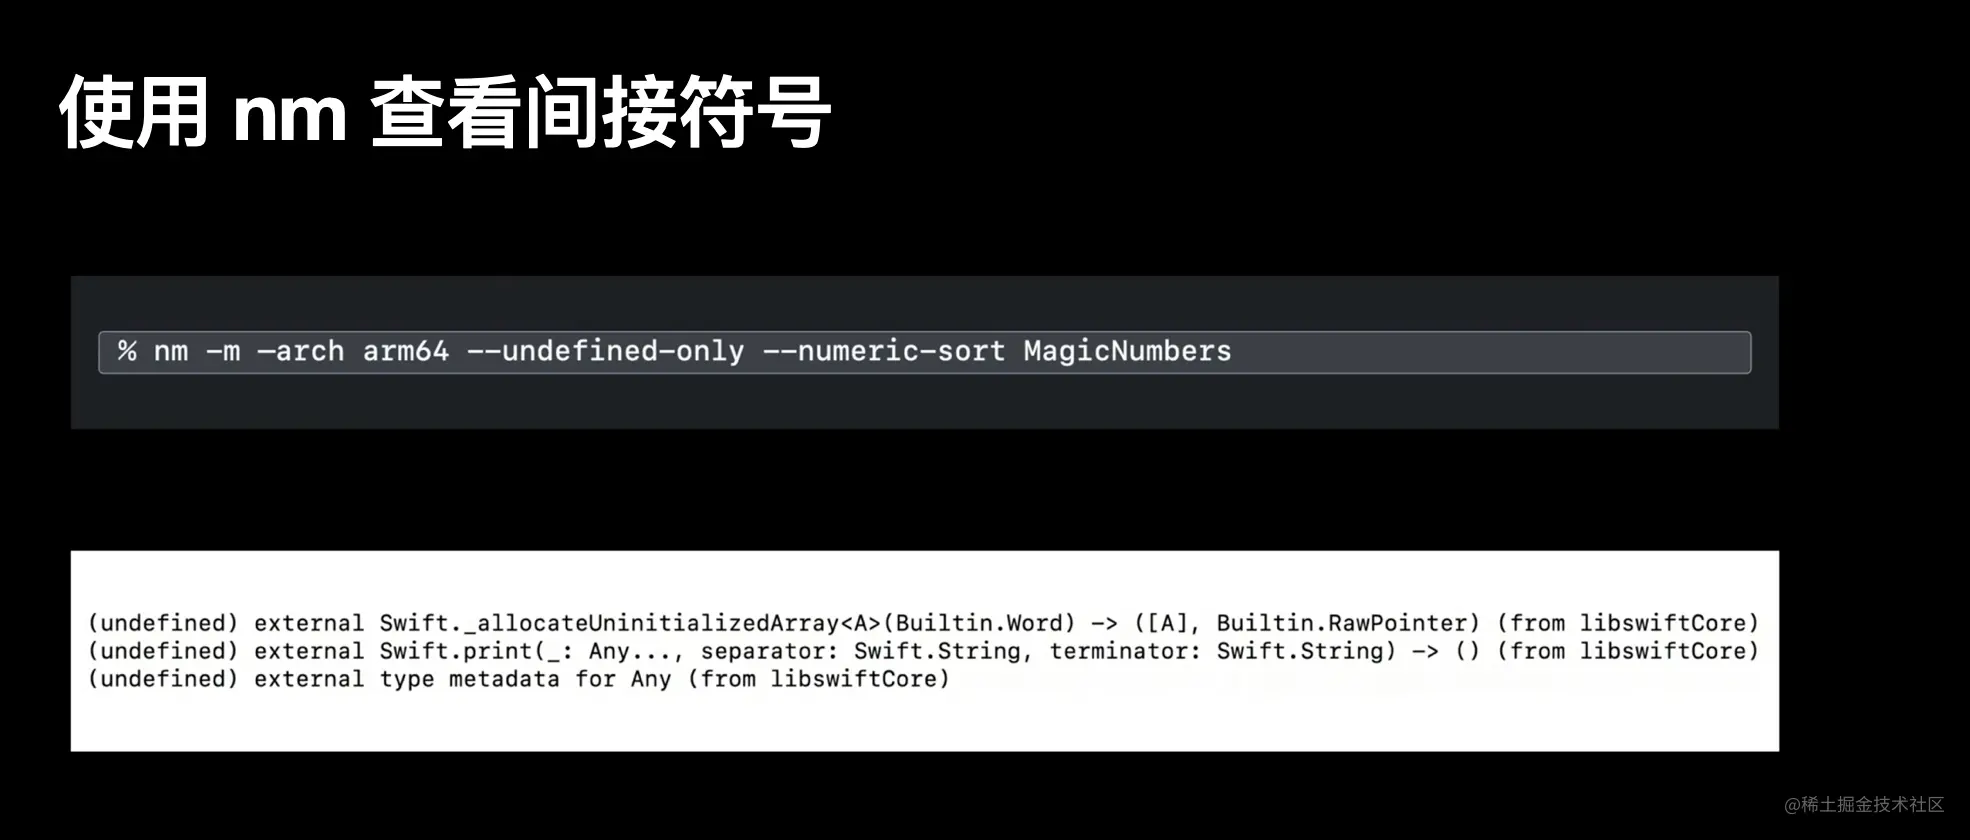 使用 nm 查看间接符号
% nm -m -arch arm64 --undefined-only --numeric-sort MagicNumbers
(undefined) external Swift._allocateUninitializedArray<A>(Builtin.Word) -> ([A], Builtin.RawPointer) (from libswiftCore)
(undefined) external Swift.print(_: Any..., separator: Swift.String, terminator: Swift.String) -> () (from libswiftCore)
(undefined) external type metadata for Any (from libswiftCore)
@稀土掘金技术社区